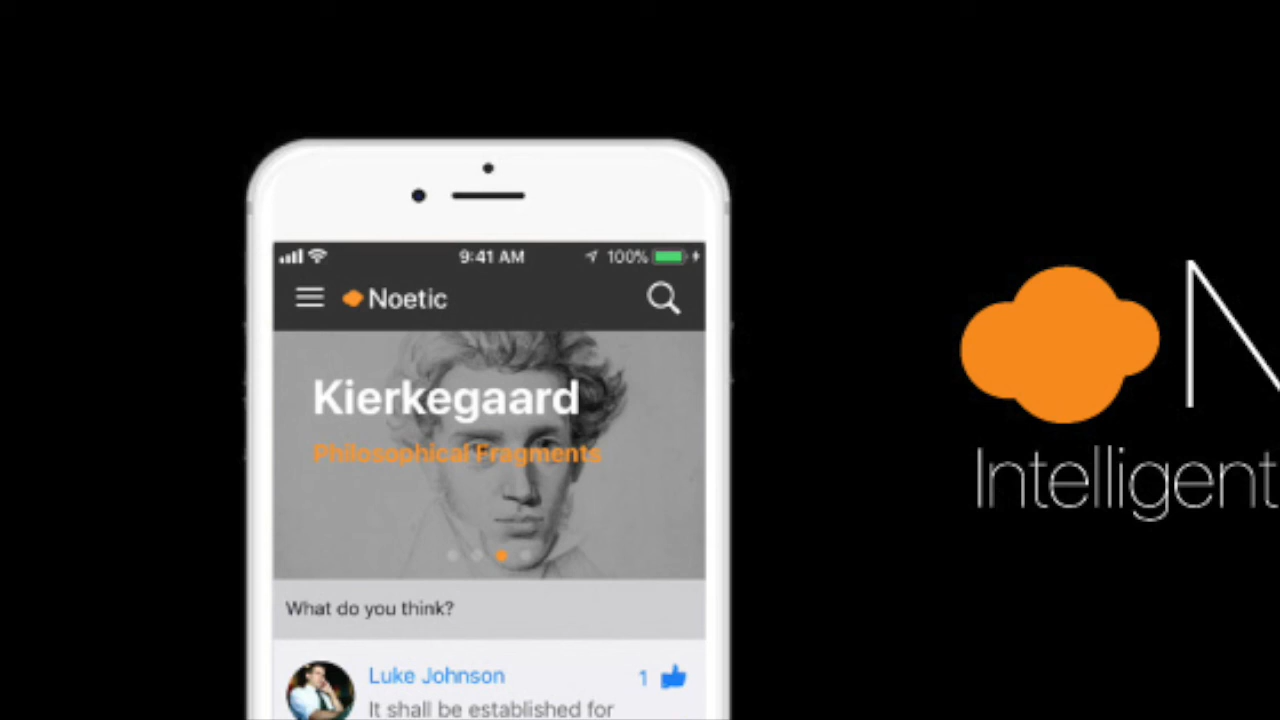 9:41 AM 100%
Noetic
Kierkegaard
Philosophical Fragments
What do you think?
Luke Johnson 1
It shall be established for
N
Intelligent